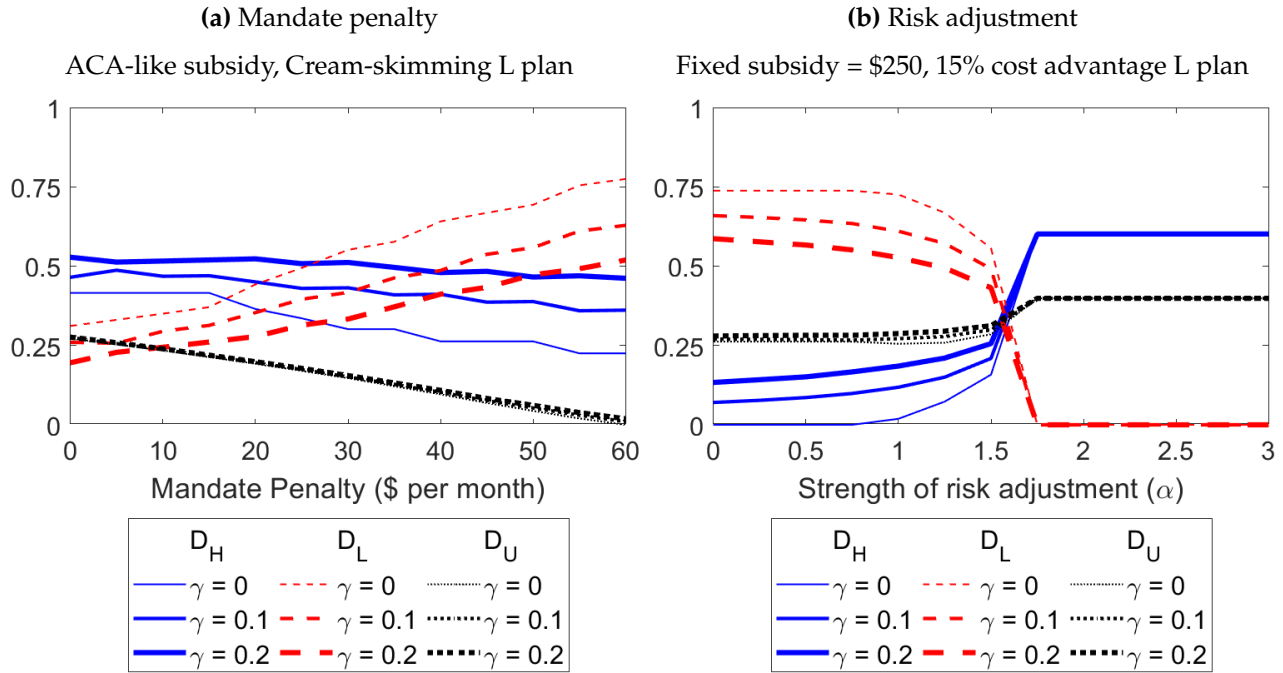 (a) Mandate penalty
ACA-like subsidy, Cream-skimming L plan
1
0.75
0.5
0.25
0
0 10 20 30 40 50 60
Mandate Penalty ($ per month)
D_H D_L D_U
γ = 0 γ = 0 γ = 0
γ = 0.1 γ = 0.1 γ = 0.1
γ = 0.2 γ = 0.2 γ = 0.2
(b) Risk adjustment
Fixed subsidy = $250, 15% cost advantage L plan
1
0.75
0.5
0.25
0
0 0.5 1 1.5 2 2.5 3
Strength of risk adjustment (α)
D_H D_L D_U
γ = 0 γ = 0 γ = 0
γ = 0.1 γ = 0.1 γ = 0.1
γ = 0.2 γ = 0.2 γ = 0.2